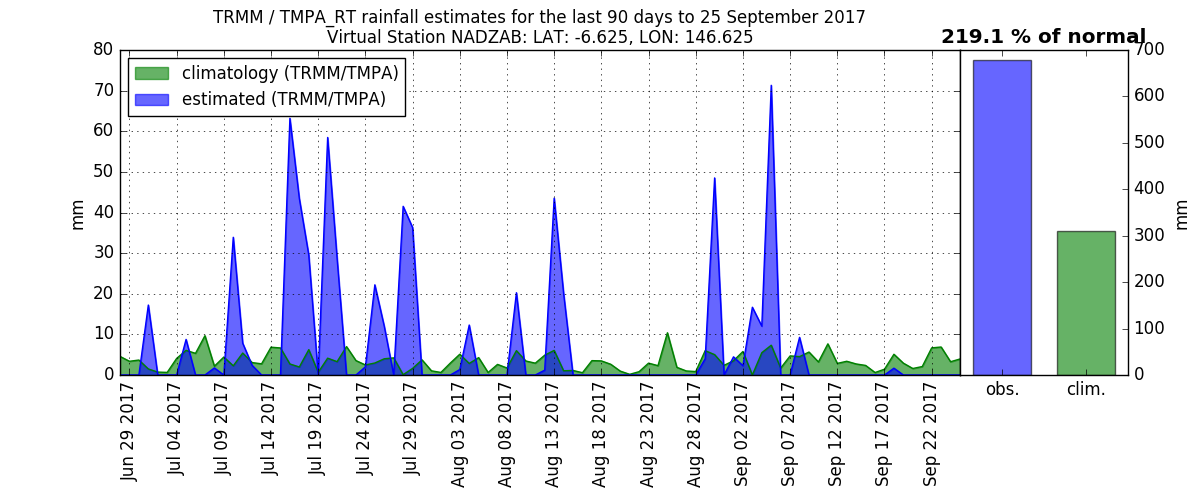 TRMM / TMPA_RT rainfall estimates for the last 90 days to 25 September 2017
Virtual Station NADZAB: LAT: -6.625, LON: 146.625
219.1 % of normal
climatology (TRMM/TMPA)
estimated (TRMM/TMPA)
mm
80
70
60
50
40
30
20
10
0
Jun 29 2017
Jul 04 2017
Jul 09 2017
Jul 14 2017
Jul 19 2017
Jul 24 2017
Jul 29 2017
Aug 03 2017
Aug 08 2017
Aug 13 2017
Aug 18 2017
Aug 23 2017
Aug 28 2017
Sep 02 2017
Sep 07 2017
Sep 12 2017
Sep 17 2017
Sep 22 2017
obs.
clim.
700
600
500
400
300
200
100
0
mm